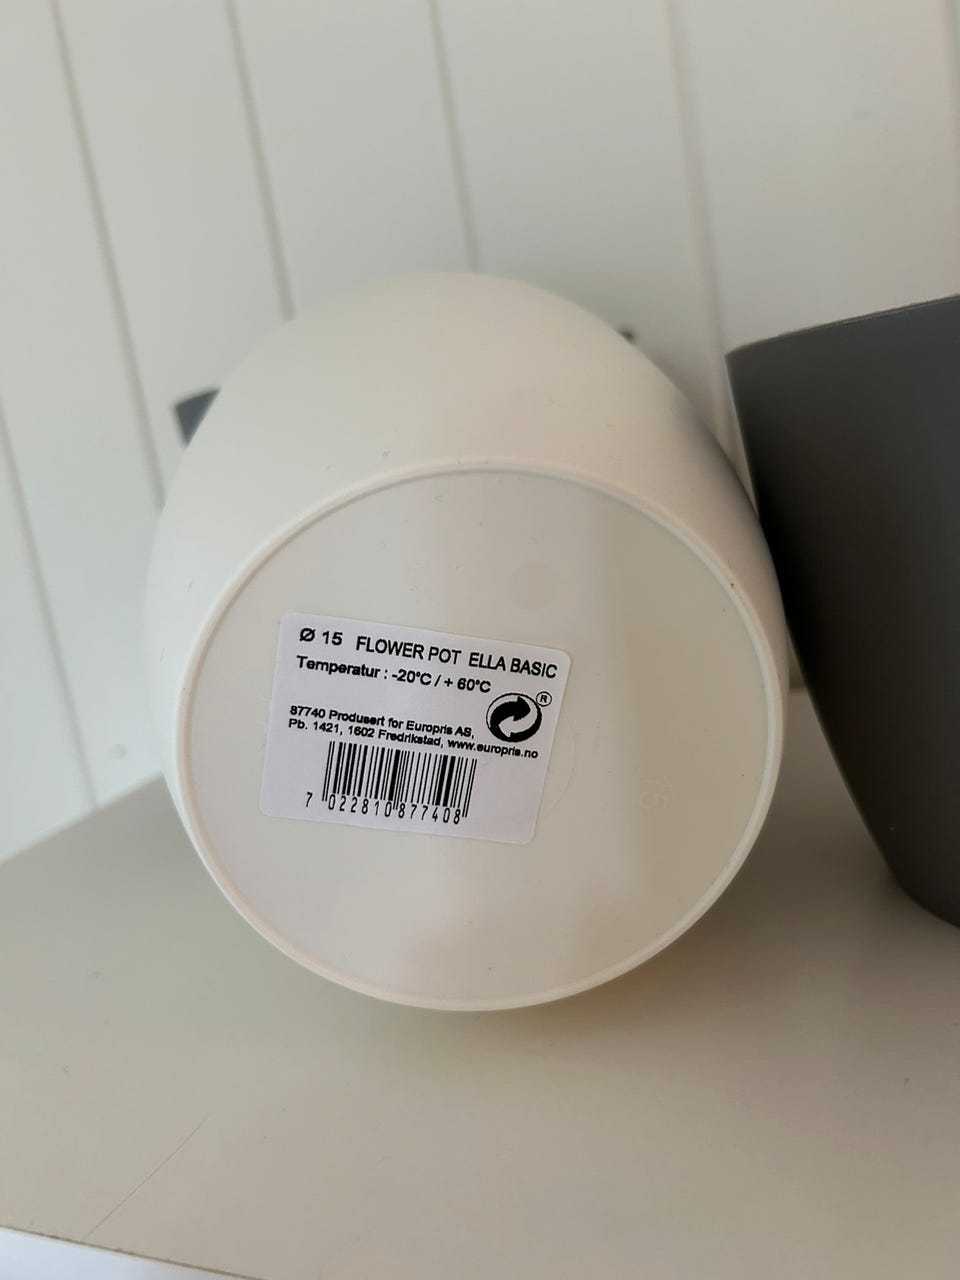 Ø 15 FLOWER POT ELLA BASIC
Temperatur : -20°C / + 60°C
®
87740 Produsert for Europris AS,
Pb. 1421, 1602 Fredrikstad, www.europris.no
7 022810 877408
15